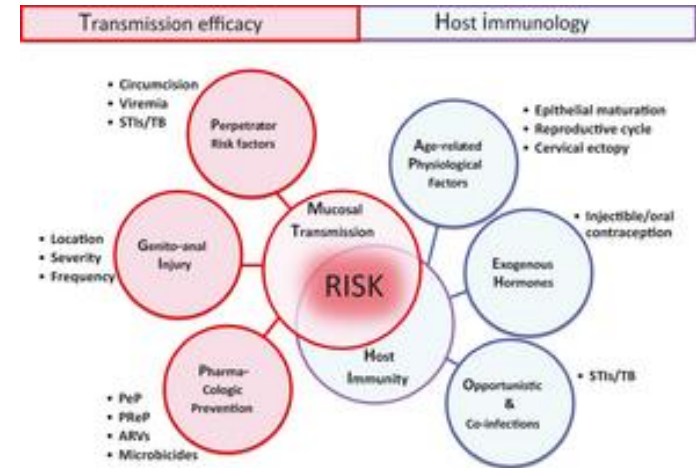 Transmission efficacy
Host immunology
• Circumcision
• Viremia
• STIs/TB
Perpetrator
Risk factors
• Location
• Severity
• Frequency
Genito-anal
Injury
• PeP
• PReP
• ARVs
• Microbicides
Pharma-
Cologic
Prevention
Mucosal
Transmission
RISK
Host
Immunity
Age-related
Physiological
Factors
• Epithelial maturation
• Reproductive cycle
• Cervical ectopy
Exogenous
Hormones
• Injectible/oral
contraception
Opportunistic
&
Co-infections
• STIs/TB